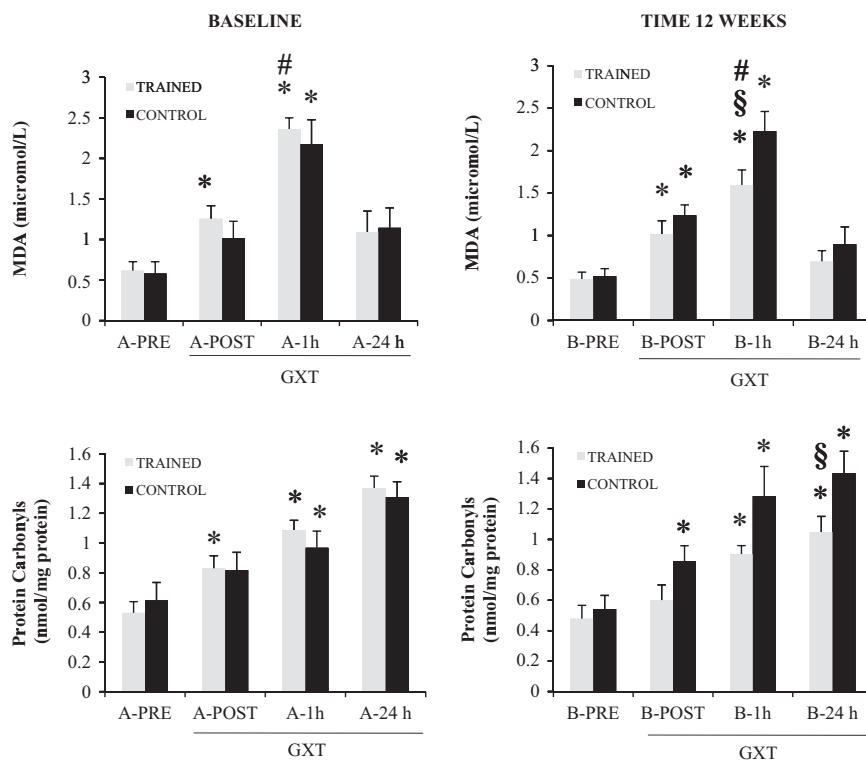 BASELINE
#
* *
*
TRAINED
CONTROL
MDA (micromol/L)
3
2.5
2
1.5
1
0.5
0
A-PRE A-POST A-1h A-24 h
GXT
TIME 12 WEEKS
#
§ *
*
* *
TRAINED
CONTROL
MDA (micromol/L)
3
2.5
2
1.5
1
0.5
0
B-PRE B-POST B-1h B-24 h
GXT
* *
* *
*
TRAINED
CONTROL
Protein Carbonyls
(nmol/mg protein)
1.6
1.4
1.2
1
0.8
0.6
0.4
0.2
0
A-PRE A-POST A-1h A-24 h
GXT
*
* §
*
* *
TRAINED
CONTROL
Protein Carbonyls
(nmol/mg protein)
1.6
1.4
1.2
1
0.8
0.6
0.4
0.2
0
B-PRE B-POST B-1h B-24 h
GXT